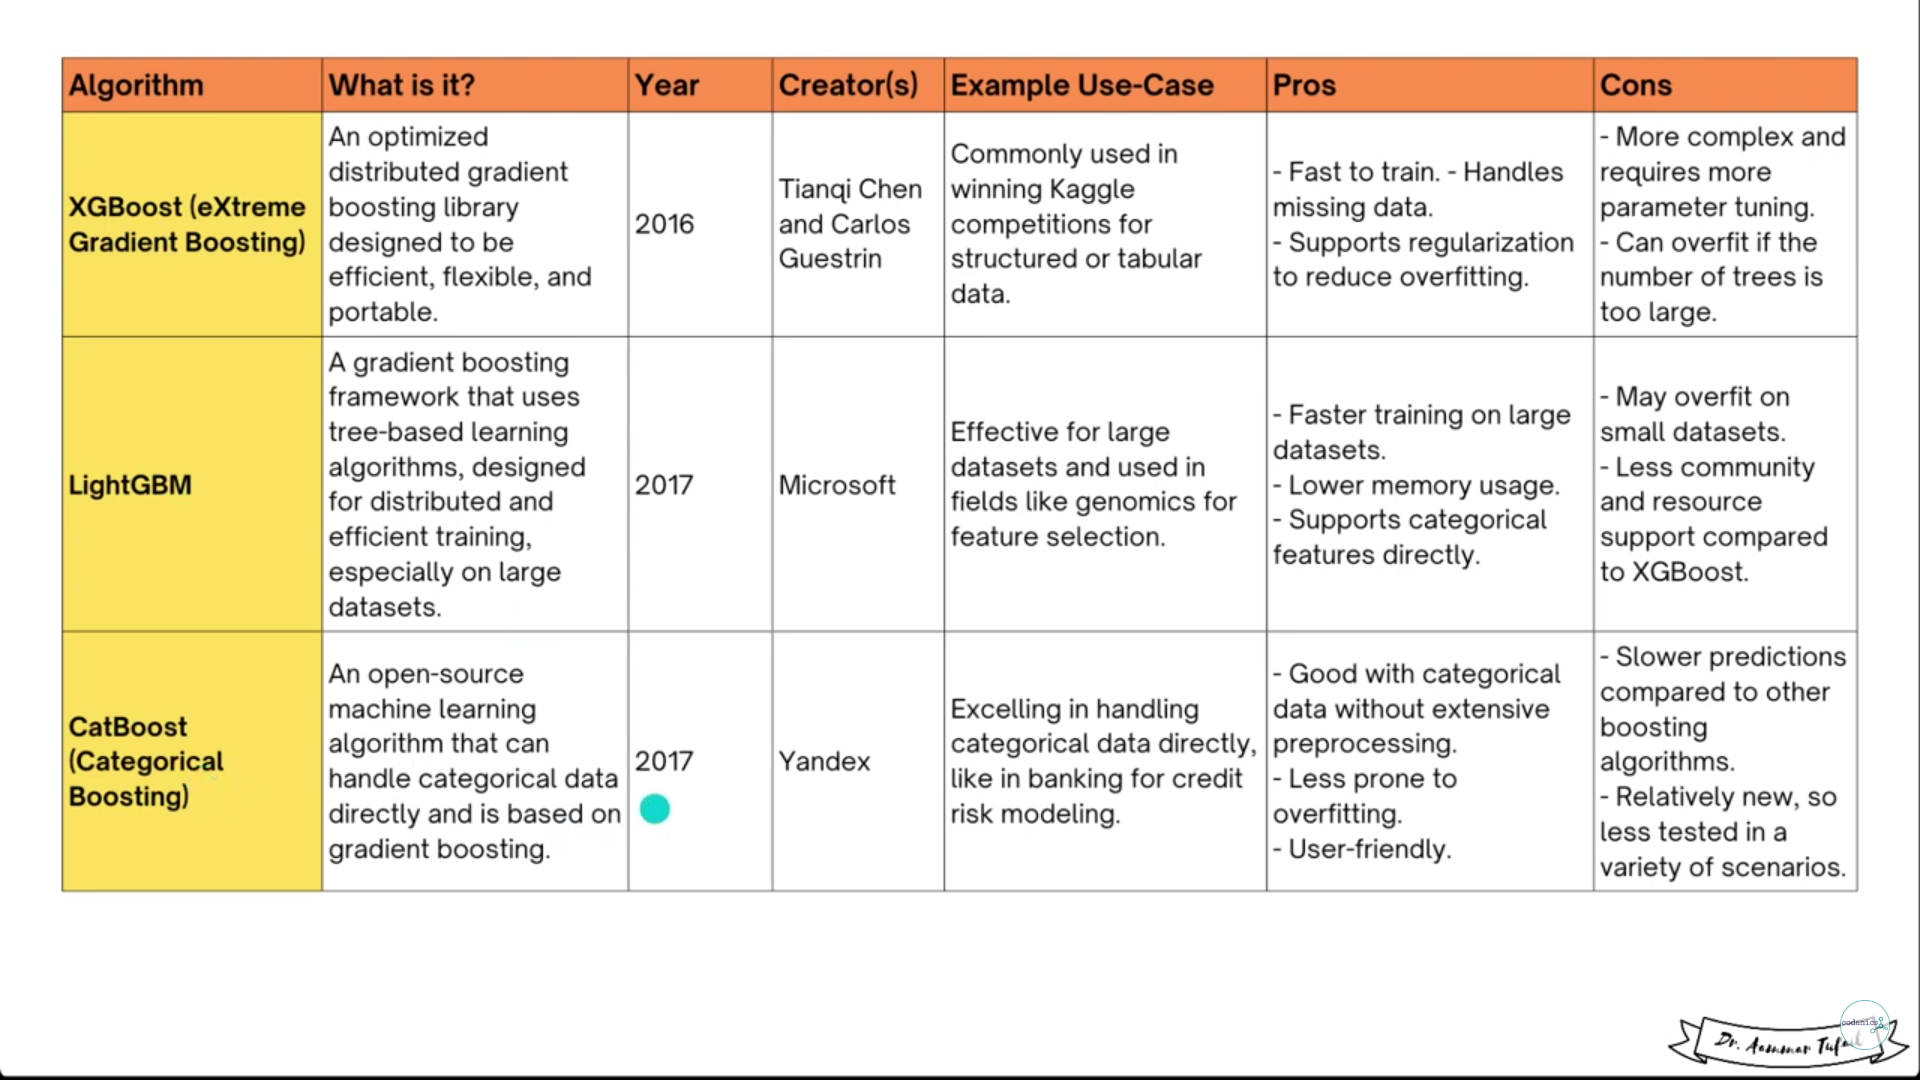 Algorithm
What is it?
Year
Creator(s)
Example Use-Case
Pros
Cons
XGBoost (eXtreme
Gradient Boosting)
An optimized
distributed gradient
boosting library
designed to be
efficient, flexible, and
portable.
2016
Tianqi Chen
and Carlos
Guestrin
Commonly used in
winning Kaggle
competitions for
structured or tabular
data.
- Fast to train. - Handles
missing data.
- Supports regularization
to reduce overfitting.
- More complex and
requires more
parameter tuning.
- Can overfit if the
number of trees is
too large.
LightGBM
A gradient boosting
framework that uses
tree-based learning
algorithms, designed
for distributed and
efficient training,
especially on large
datasets.
2017
Microsoft
Effective for large
datasets and used in
fields like genomics for
feature selection.
- Faster training on large
datasets.
- Lower memory usage.
- Supports categorical
features directly.
- May overfit on
small datasets.
- Less community
and resource
support compared
to XGBoost.
CatBoost
(Categorical
Boosting)
An open-source
machine learning
algorithm that can
handle categorical data
directly and is based on
gradient boosting.
2017
Yandex
Excelling in handling
categorical data directly,
like in banking for credit
risk modeling.
- Good with categorical
data without extensive
preprocessing.
- Less prone to
overfitting.
- User-friendly.
- Slower predictions
compared to other
boosting
algorithms.
- Relatively new, so
less tested in a
variety of scenarios.
Dr. Aammar